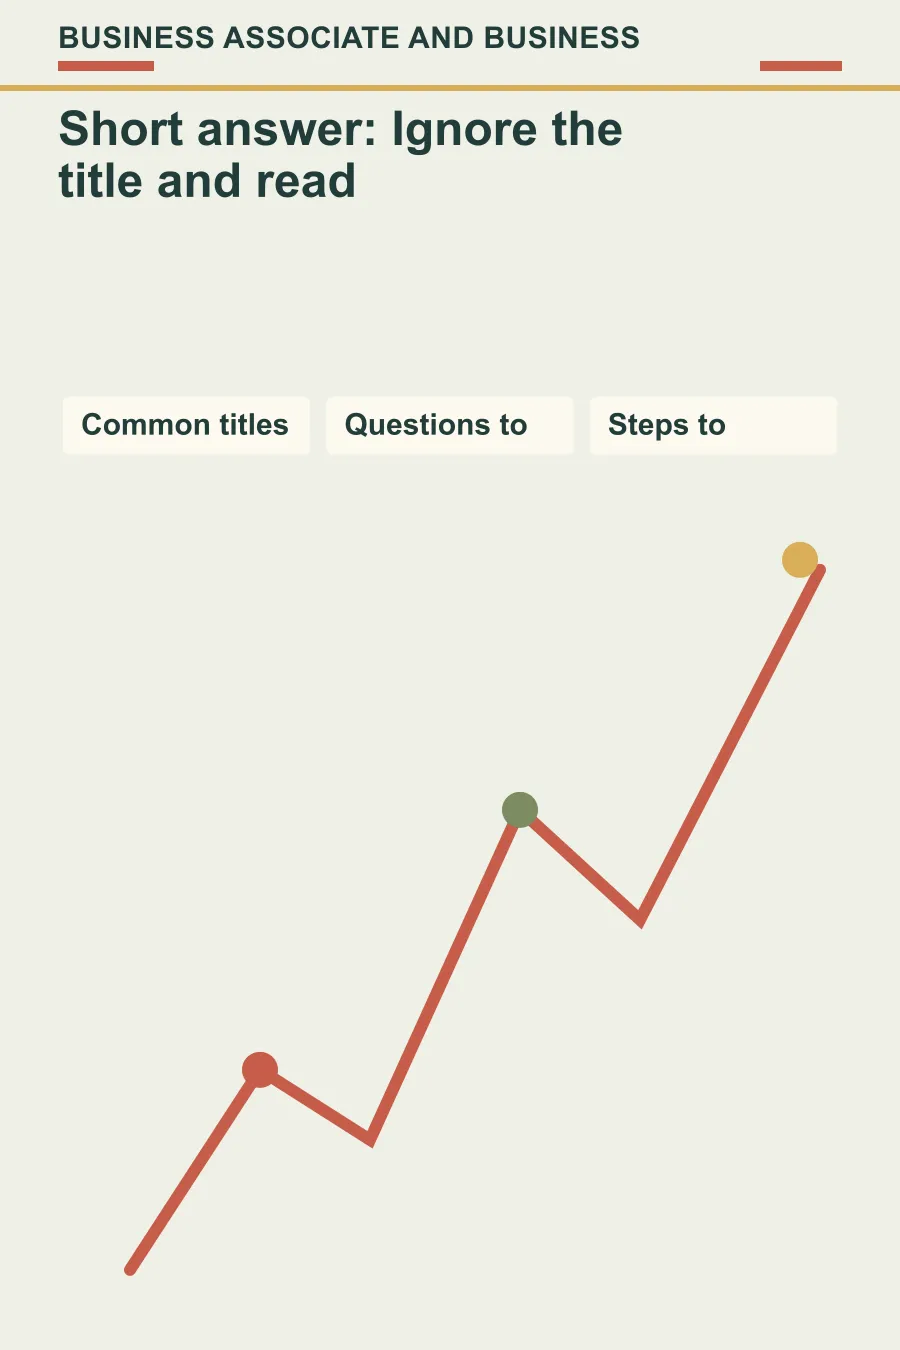 BUSINESS ASSOCIATE AND BUSINESS
Short answer: Ignore the
title and read
Common titles
Questions to
Steps to